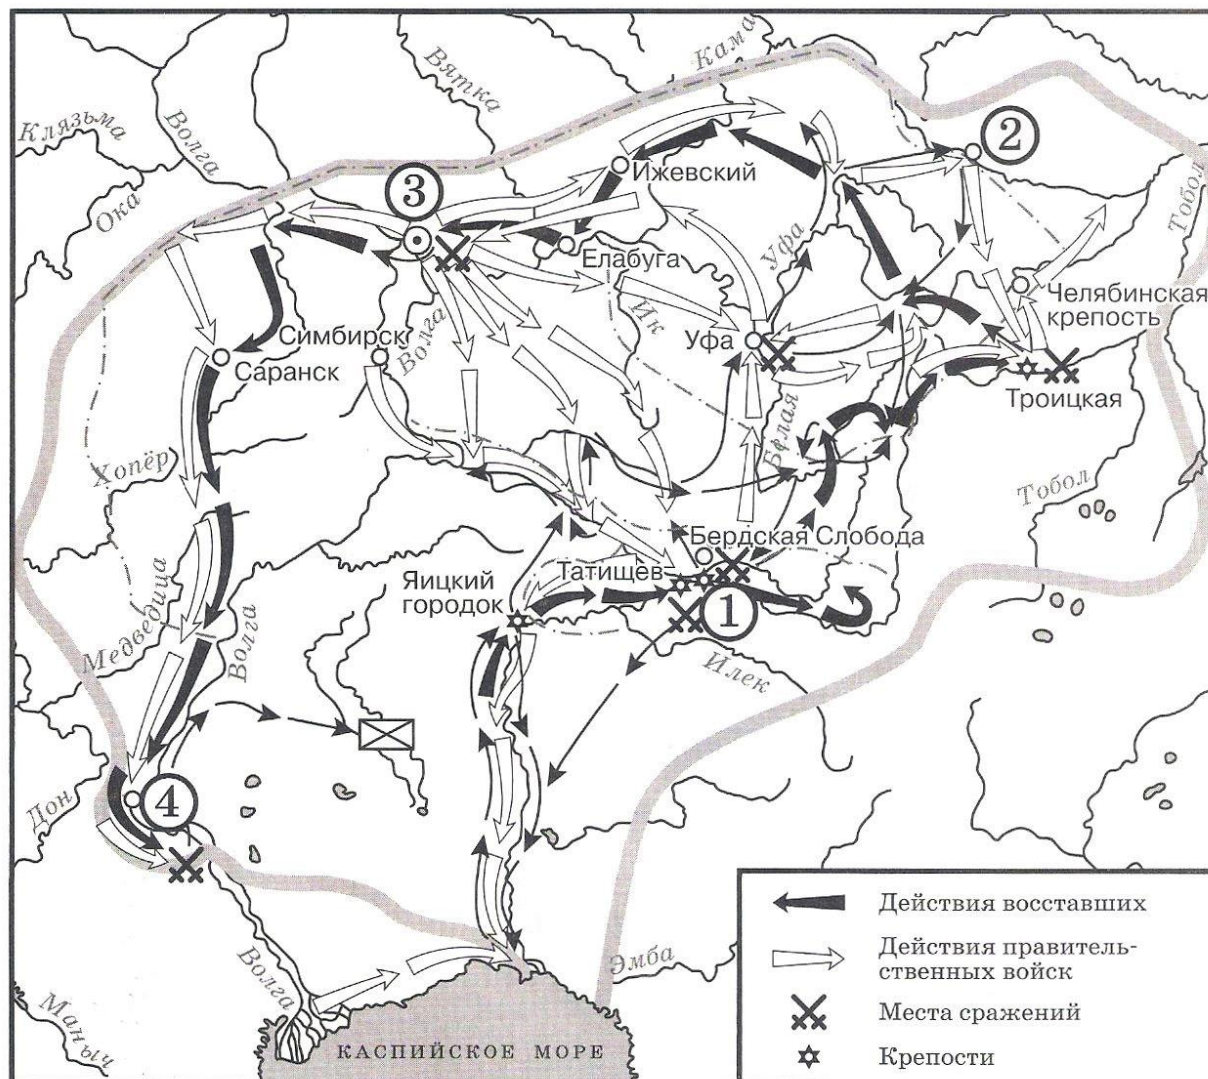 Кама
Вятка
Клязьма
Волга
2
Ижевский
3
Ока
Тобол
Елабуга
Уфа
Ик
Челябинская
крепость
Симбирск
Волга
Уфа
Саранск
Троицкая
Белая
Хопёр
Тобол
Бердская Слобода
Татищев
Яицкий
городок
1
Медведица
Волга
Илек
4
Дон
Действия восставших
Действия правитель-
ственных войск
Эмба
Волга
Места сражений
Маныч
КАСПИЙСКОЕ МОРЕ
Крепости